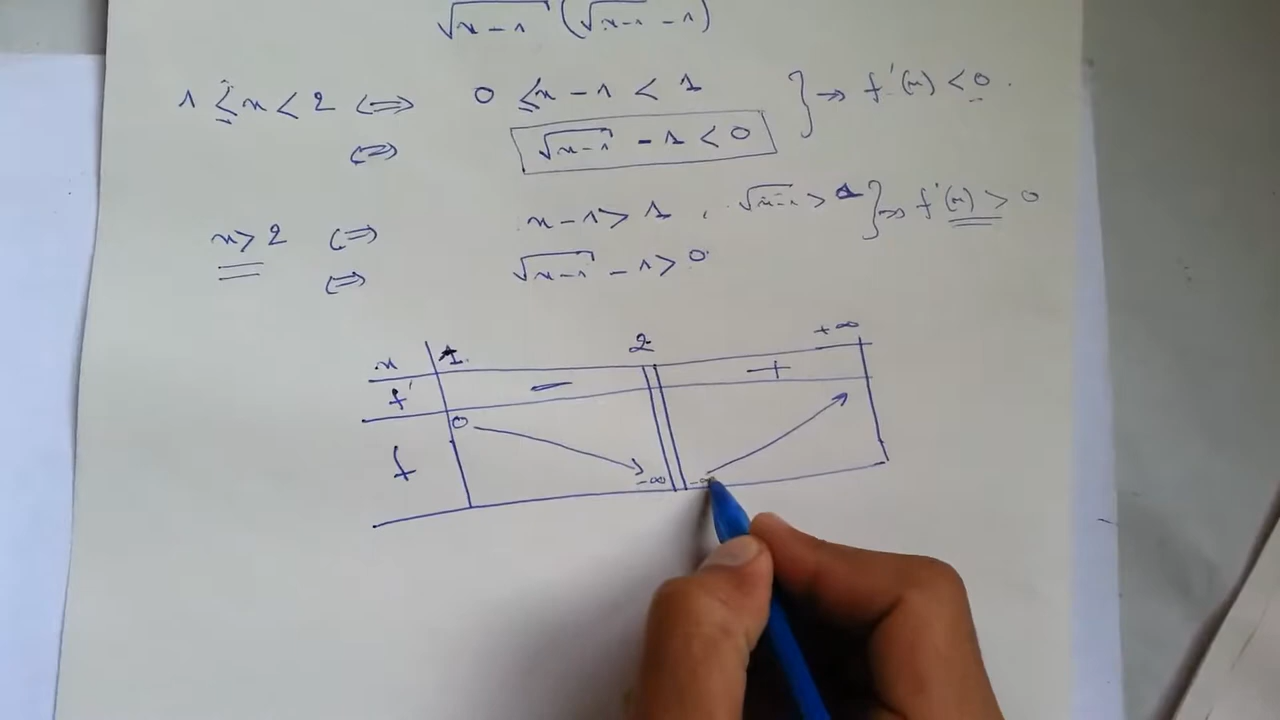 √x-1 (√x-1 - 1)
1 ≤ x < 2 ⇔ 0 ≤ x - 1 < 1 } → f'(x) < 0.
⇔ √x-1 - 1 < 0
x > 2 ⇔ x - 1 > 1 , √x-1 > 1 } → f'(x) > 0
⇔ √x-1 - 1 > 0
x 1 2 +∞
f' - +
f 0 -∞ -∞